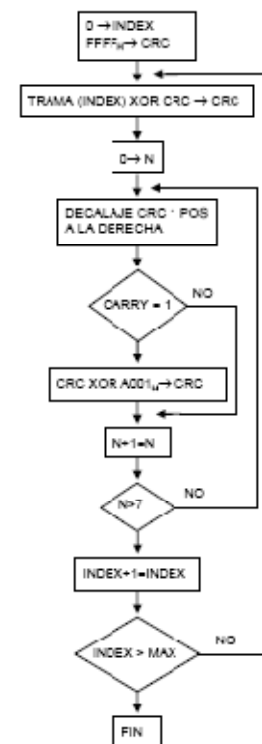 0 → INDEX
FFFFH → CRC
TRAMA (INDEX) XOR CRC → CRC
0 → N
DECALAJE CRC 1 POS
A LA DERECHA
CARRY = 1
NO
CRC XOR A001H → CRC
N+1=N
N>7
NO
INDEX+1=INDEX
INDEX > MAX
NO
FIN